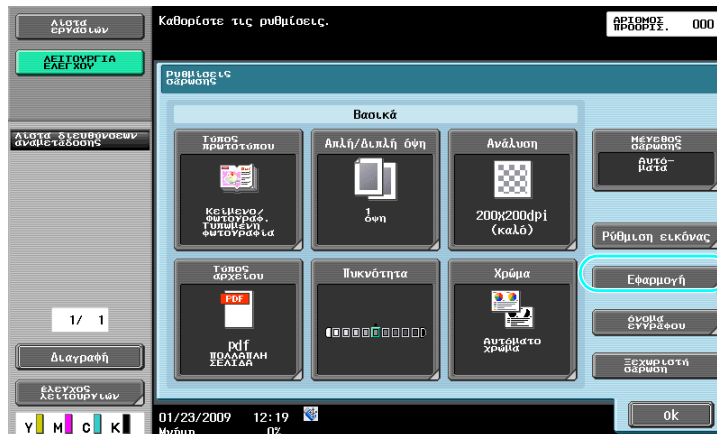 Λίστα
εργασιών
Καθορίστε τις ρυθμίσεις.
ΑΡΙΘΜΟΣ
ΠΡΟΟΡΙΣ.
000
ΛΕΙΤΟΥΡΓΙΑ
ΕΛΕΓΧΟΥ
Ρυθμίσεις
σάρωσης
Βασικά
Λίστα διευθύνσεων
αναμετάδοσης
Τύπος
πρωτοτύπου
Κείμενο/
φωτογραφ.
Τυπωμένη
φωτογραφία
Απλή/Διπλή όψη
1
όψη
Ανάλυση
200X200dpi
(καλό)
Μέγεθος
σάρωσης
Αυτό-
ματα
Ρύθμιση εικόνας
Τύπος
αρχείου
PDF
pdf
ΠΟΛΛΑΠΛΗ
ΣΕΛΙΔΑ
Πυκνότητα
Χρώμα
Αυτόματο
χρώμα
Εφαρμογή
όνομα
εγγράφου
Ξεχωριστή
σάρωση
1/ 1
Διαγραφή
έλεγχος
λειτουργιών
Y M C K
01/23/2009 12:19
Μνήμη 0%
ok